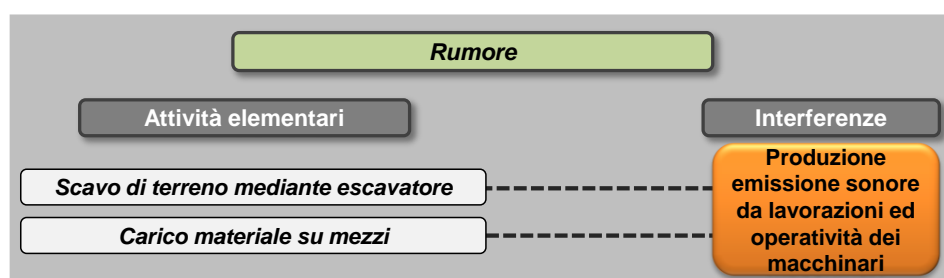 Rumore
Attività elementari
Interferenze
Scavo di terreno mediante escavatore
Carico materiale su mezzi
Produzione
emissione sonore
da lavorazioni ed
operatività dei
macchinari